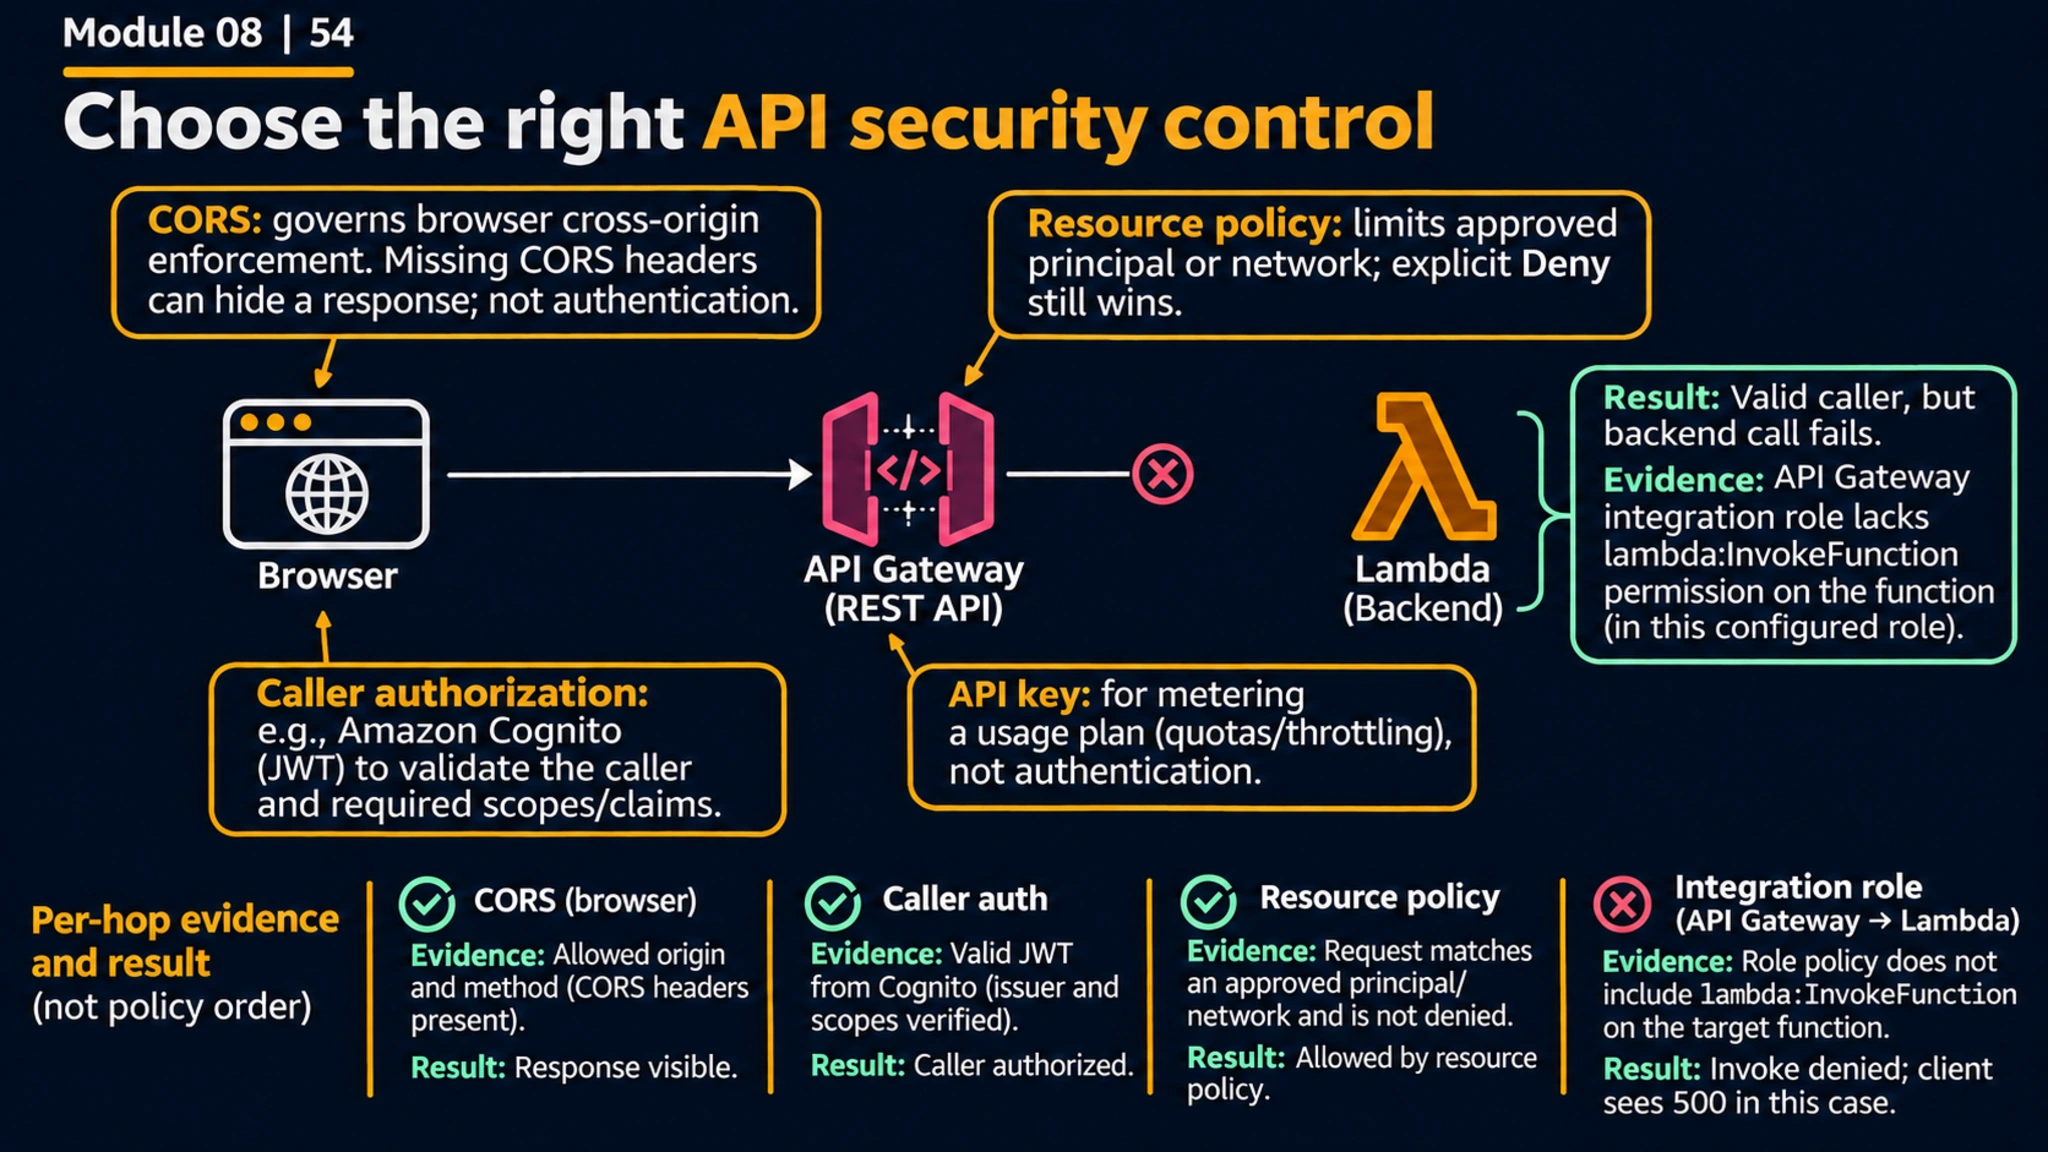 Module 08 | 54
Choose the right API security control
CORS: governs browser cross-origin
enforcement. Missing CORS headers
can hide a response; not authentication.
Resource policy: limits approved
principal or network; explicit Deny
still wins.
Browser
</>
API Gateway
(REST API)
Lambda
(Backend)
Result: Valid caller, but
backend call fails.
Evidence: API Gateway
integration role lacks
lambda:InvokeFunction
permission on the function
(in this configured role).
Caller authorization:
e.g., Amazon Cognito
(JWT) to validate the caller
and required scopes/claims.
API key: for metering
a usage plan (quotas/throttling),
not authentication.
Per-hop evidence
and result
(not policy order)
CORS (browser)
Evidence: Allowed origin
and method (CORS headers
present).
Result: Response visible.
Caller auth
Evidence: Valid JWT
from Cognito (issuer and
scopes verified).
Result: Caller authorized.
Resource policy
Evidence: Request matches
an approved principal/
network and is not denied.
Result: Allowed by resource
policy.
Integration role
(API Gateway → Lambda)
Evidence: Role policy does not
include lambda:InvokeFunction
on the target function.
Result: Invoke denied; client
sees 500 in this case.